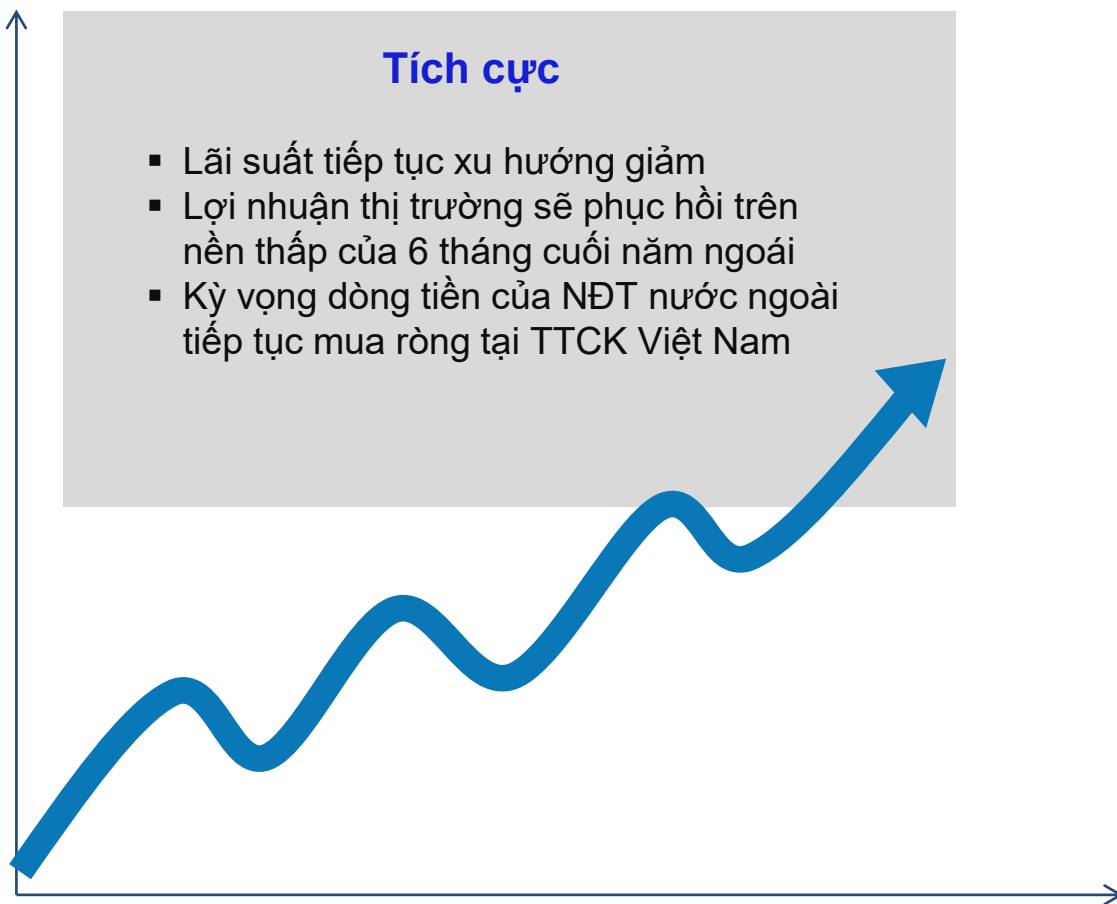 Tích cực
▪ Lãi suất tiếp tục xu hướng giảm
▪ Lợi nhuận thị trường sẽ phục hồi trên
nền thấp của 6 tháng cuối năm ngoái
▪ Kỳ vọng dòng tiền của NĐT nước ngoài
tiếp tục mua ròng tại TTCK Việt Nam